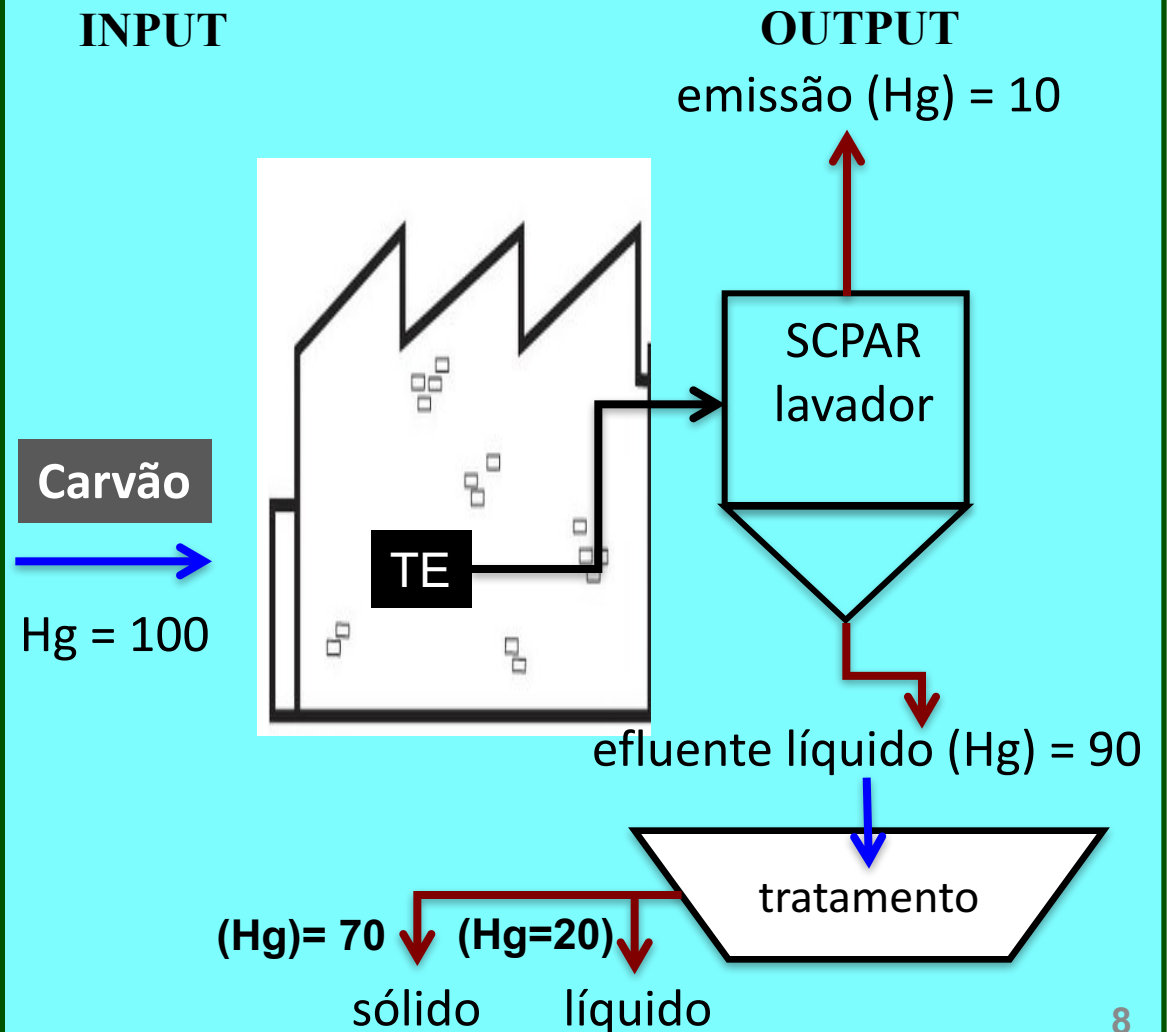 INPUT
OUTPUT
emissão (Hg) = 10
SCPAR
lavador
Carvão
TE
Hg = 100
efluente líquido (Hg) = 90
tratamento
(Hg)= 70
(Hg=20)
sólido
líquido
8